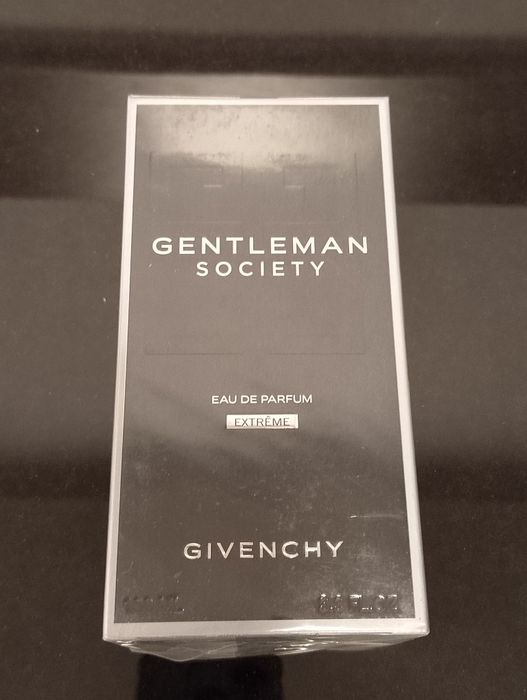 GENTLEMAN
SOCIETY
EAU DE PARFUM
EXTRÊME
GIVENCHY